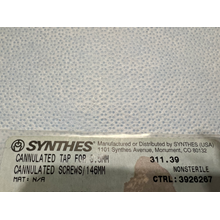 SYNTHES
Manufactured or Distributed by SYNTHES (USA)
1101 Synthes Avenue, Monument, CO 80132
CANNULATED TAP FOR 6.5MM 311.39
CANNULATED SCREWS/146MM NONSTERILE
MAT: N/A CTRL:3926267